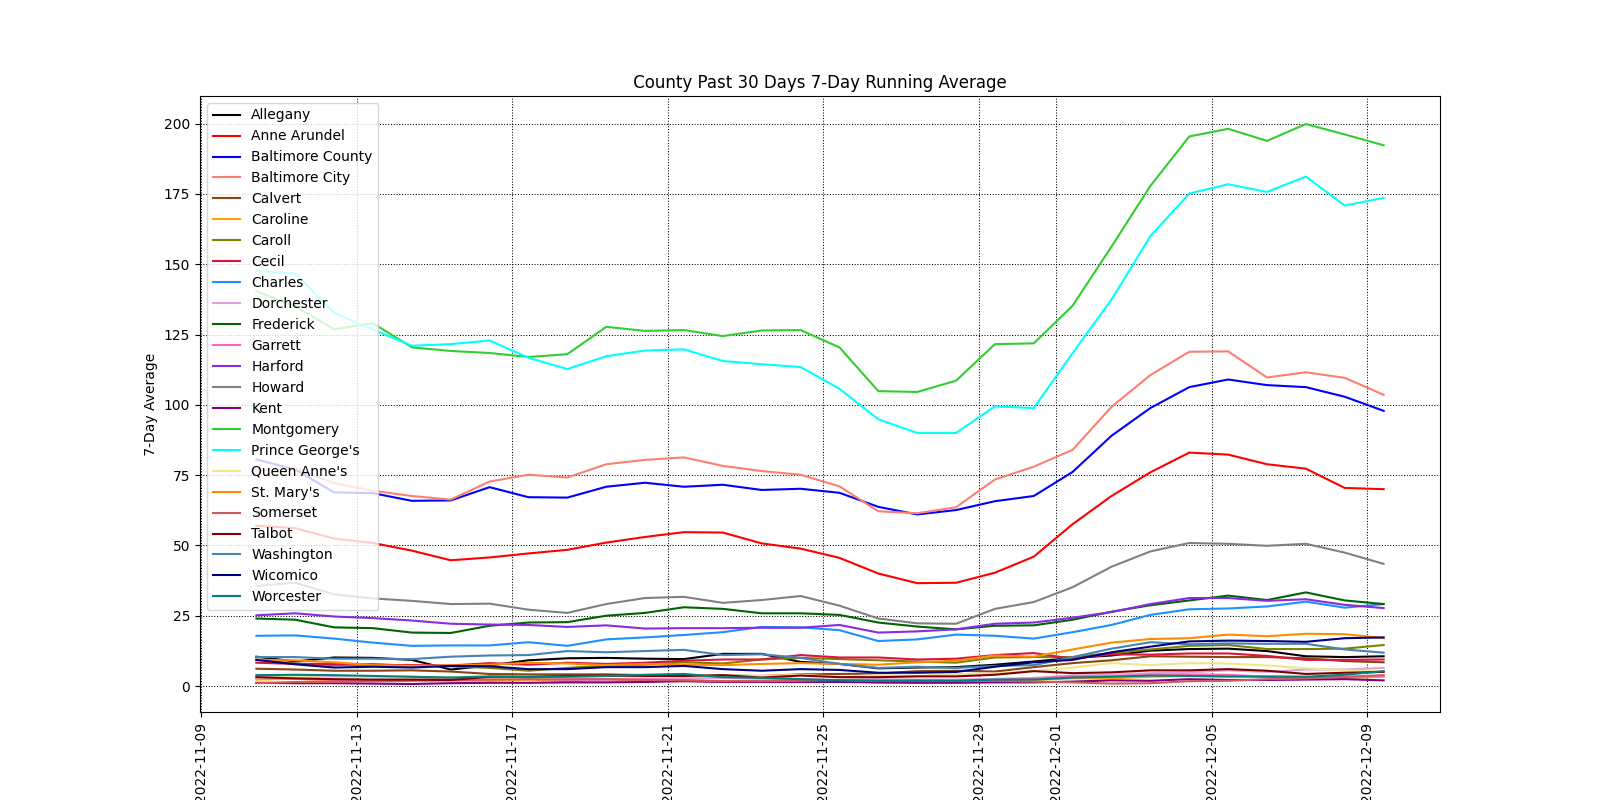 County Past 30 Days 7-Day Running Average
7-Day Average
200
175
150
125
100
75
50
25
0
Allegany
Anne Arundel
Baltimore County
Baltimore City
Calvert
Caroline
Caroll
Cecil
Charles
Dorchester
Frederick
Garrett
Harford
Howard
Kent
Montgomery
Prince George's
Queen Anne's
St. Mary's
Somerset
Talbot
Washington
Wicomico
Worcester
2022-11-09
2022-11-13
2022-11-17
2022-11-21
2022-11-25
2022-11-29
2022-12-01
2022-12-05
2022-12-09